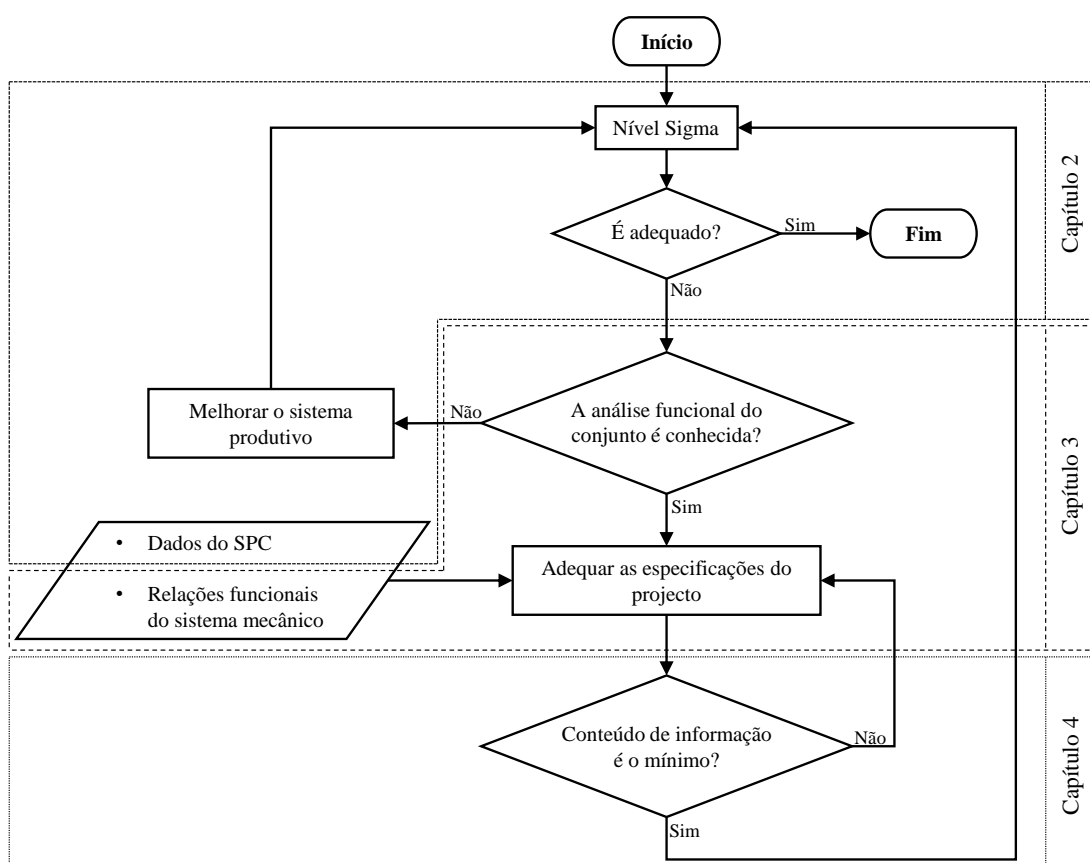 Início
Nível Sigma
Capítulo 2
É adequado?
Sim
Fim
Não
A análise funcional do
conjunto é conhecida?
Não
Melhorar o sistema
produtivo
Capítulo 3
Sim
• Dados do SPC
• Relações funcionais
do sistema mecânico
Adequar as especificações do
projecto
Conteúdo de informação
é o mínimo?
Não
Capítulo 4
Sim